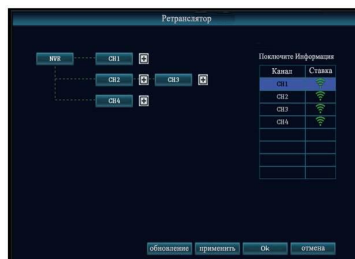 Ретранслятор
NVR CH1
CH2 CH3
CH4
Поключите Информация
Канал Ставка
CH1
CH2
CH3
CH4
обновление применить Ok отмена